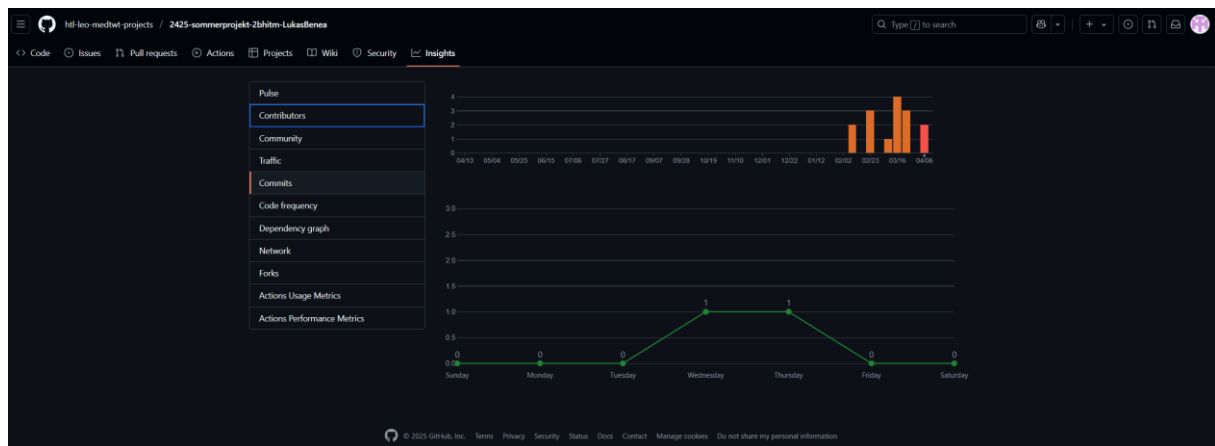 htl-leo-medtwt-projects / 2425-sommerprojekt-2bhitm-LukasBenea
Type / to search
Code Issues Pull requests Actions Projects Wiki Security Insights
Pulse
Contributors
Community
Traffic
Commits
Code frequency
Dependency graph
Network
Forks
Actions Usage Metrics
Actions Performance Metrics
4
3
2
1
0
04/13 05/04 05/25 06/15 07/06 07/27 08/17 09/07 09/28 10/19 11/10 12/01 12/22 01/12 02/02 02/23 03/16 04/06
3.0
2.5
2.0
1.5
1.0
0.5
0.0
0 0 0 1 1 0 0
Sunday Monday Tuesday Wednesday Thursday Friday Saturday
© 2025 GitHub, Inc. Terms Privacy Security Status Docs Contact Manage cookies Do not share my personal information